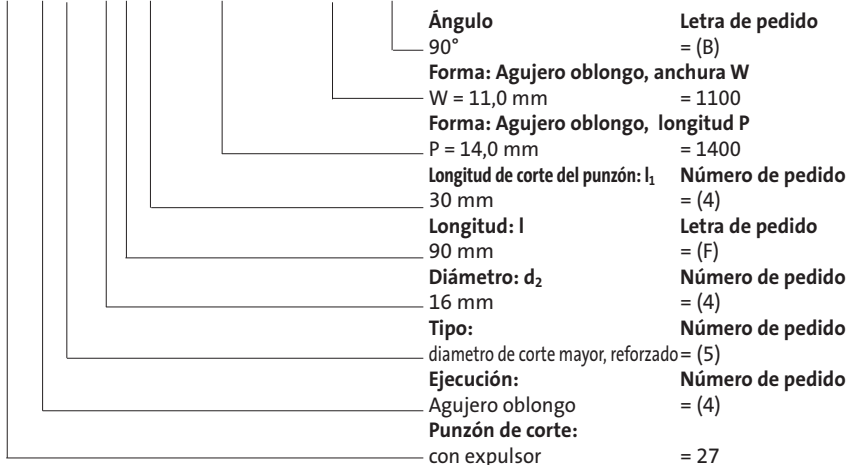 Ángulo Letra de pedido
90° = (B)
Forma: Agujero oblongo, anchura W
W = 11,0 mm = 1100
Forma: Agujero oblongo, longitud P
P = 14,0 mm = 1400
Longitud de corte del punzón: l₁ Número de pedido
30 mm = (4)
Longitud: l Letra de pedido
90 mm = (F)
Diámetro: d₂ Número de pedido
16 mm = (4)
Tipo: Número de pedido
diametro de corte mayor, reforzado = (5)
Ejecución: Número de pedido
Agujero oblongo = (4)
Punzón de corte:
con expulsor = 27